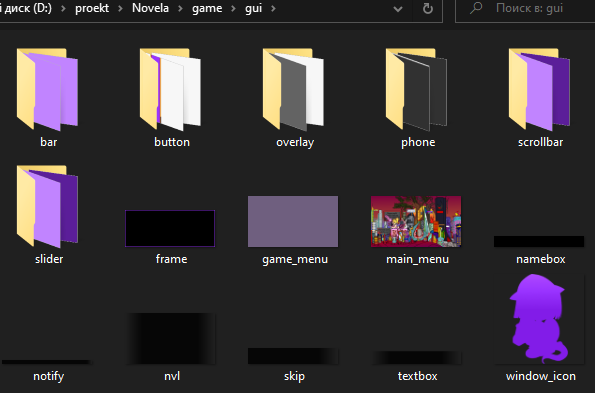 й диск (D:) > proekt > Novela > game > gui >
Поиск в: gui
bar
button
overlay
phone
scrollbar
slider
frame
game_menu
main_menu
namebox
notify
nvl
skip
textbox
window_icon